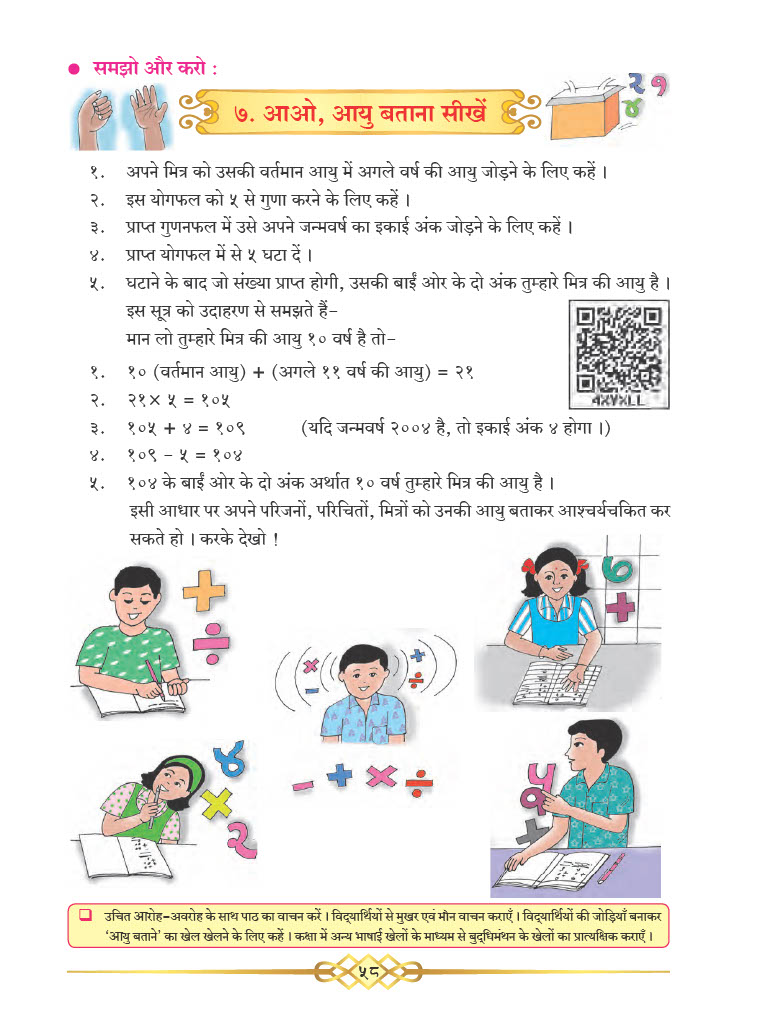 ● समझो और करो :
७. आओ, आयु बताना सीखें
२ १
४
१. अपने मित्र को उसकी वर्तमान आयु में अगले वर्ष की आयु जोड़ने के लिए कहें ।
२. इस योगफल को ५ से गुणा करने के लिए कहें ।
३. प्राप्त गुणनफल में उसे अपने जन्मवर्ष का इकाई अंक जोड़ने के लिए कहें ।
४. प्राप्त योगफल में से ५ घटा दें ।
५. घटाने के बाद जो संख्या प्राप्त होगी, उसकी बाईं ओर के दो अंक तुम्हारे मित्र की आयु है ।
इस सूत्र को उदाहरण से समझते हैं-
मान लो तुम्हारे मित्र की आयु १० वर्ष है तो-
१. १० (वर्तमान आयु) + (अगले ११ वर्ष की आयु) = २१
२. २१× ५ = १०५
4XVXLL
३. १०५ + ४ = १०९ (यदि जन्मवर्ष २००४ है, तो इकाई अंक ४ होगा ।)
४. १०९ - ५ = १०४
५. १०४ के बाईं ओर के दो अंक अर्थात १० वर्ष तुम्हारे मित्र की आयु है ।
इसी आधार पर अपने परिजनों, परिचितों, मित्रों को उनकी आयु बताकर आश्चर्यचकित कर
सकते हो । करके देखो !
+
÷
६
+
×
-
+
÷
- + × ÷
४
×
२
५
१
+
❑ उचित आरोह-अवरोह के साथ पाठ का वाचन करें । विद्यार्थियों से मुखर एवं मौन वाचन कराएँ । विद्यार्थियों की जोड़ियाँ बनाकर
‘आयु बताने’ का खेल खेलने के लिए कहें । कक्षा में अन्य भाषाई खेलों के माध्यम से बुद्धिमंथन के खेलों का प्रात्यक्षिक कराएँ ।
५८